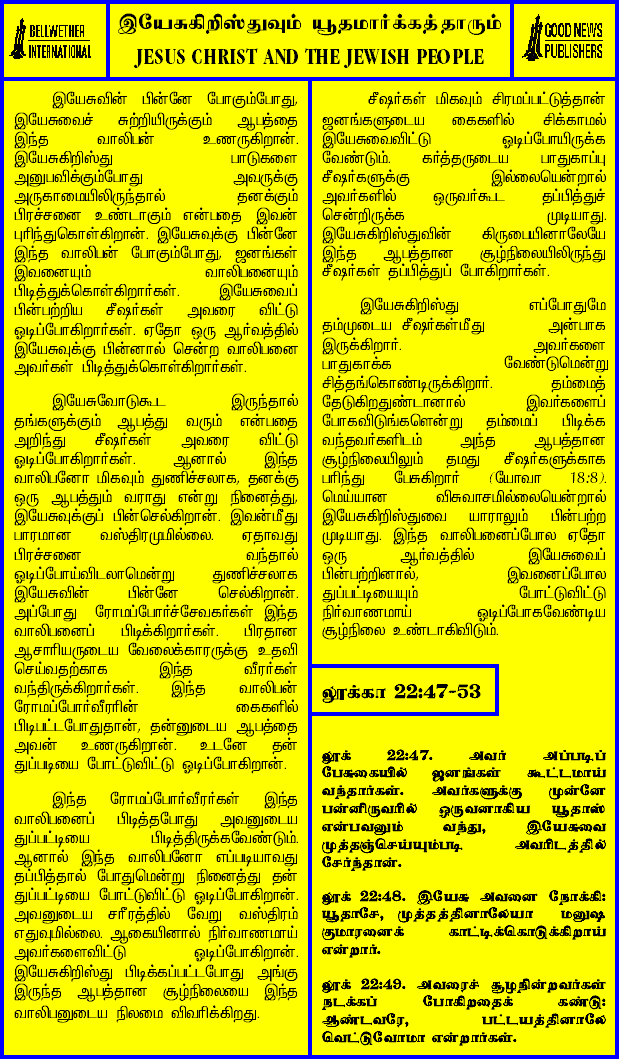 BELLWETHER
INTERNATIONAL
இயேசுகிறிஸ்துவும் யூதமார்க்கத்தாரும்
JESUS CHRIST AND THE JEWISH PEOPLE
GOOD NEWS
PUBLISHERS
இயேசுவின் பின்னே போகும்போது,
இயேசுவைச் சுற்றியிருக்கும் ஆபத்தை
இந்த வாலிபன் உணருகிறான்.
இயேசுகிறிஸ்து பாடுகளை
அனுபவிக்கும்போது அவருக்கு
அருகாமையிலிருந்தால் தனக்கும்
பிரச்சனை உண்டாகும் என்பதை இவன்
புரிந்துகொள்கிறான். இயேசுவுக்கு பின்னே
இந்த வாலிபன் போகும்போது, ஜனங்கள்
இவனையும் வாலிபனையும்
பிடித்துக்கொள்கிறார்கள். இயேசுவைப்
பின்பற்றிய சீஷர்கள் அவரை விட்டு
ஓடிப்போகிறார்கள். ஏதோ ஒரு ஆர்வத்தில்
இயேசுவுக்கு பின்னால் சென்ற வாலிபனை
அவர்கள் பிடித்துக்கொள்கிறார்கள்.
இயேசுவோடுகூட இருந்தால்
தங்களுக்கும் ஆபத்து வரும் என்பதை
அறிந்து சீஷர்கள் அவரை விட்டு
ஓடிப்போகிறார்கள். ஆனால் இந்த
வாலிபனோ மிகவும் துணிச்சலாக, தனக்கு
ஒரு ஆபத்தும் வராது என்று நினைத்து,
இயேசுவுக்குப் பின்செல்கிறான். இவன்மீது
பாரமான வஸ்திரமுமில்லை. ஏதாவது
பிரச்சனை வந்தால்
ஓடிப்போய்விடலாமென்று துணிச்சலாக
இயேசுவின் பின்னே செல்கிறான்.
அப்போது ரோமப்போர்ச்சேவகர்கள் இந்த
வாலிபனைப் பிடிக்கிறார்கள். பிரதான
ஆசாரியருடைய வேலைக்காரருக்கு உதவி
செய்வதற்காக இந்த வீரர்கள்
வந்திருக்கிறார்கள். இந்த வாலிபன்
ரோமப்போர்வீரரின் கைகளில்
பிடிபட்டபோதுதான், தன்னுடைய ஆபத்தை
அவன் உணருகிறான். உடனே தன்
துப்பட்டியை போட்டுவிட்டு ஓடிப்போகிறான்.
இந்த ரோமப்போர்வீரர்கள் இந்த
வாலிபனைப் பிடித்தபோது அவனுடைய
துப்பட்டியை பிடித்திருக்கவேண்டும்.
ஆனால் இந்த வாலிபனோ எப்படியாவது
தப்பித்தால் போதுமென்று நினைத்து தன்
துப்பட்டியை போட்டுவிட்டு ஓடிப்போகிறான்.
அவனுடைய சரீரத்தில் வேறு வஸ்திரம்
எதுவுமில்லை. ஆகையினால் நிர்வாணமாய்
அவர்களைவிட்டு ஓடிப்போகிறான்.
இயேசுகிறிஸ்து பிடிக்கப்பட்டபோது அங்கு
இருந்த ஆபத்தான சூழ்நிலையை இந்த
வாலிபனுடைய நிலமை விவரிக்கிறது.
சீஷர்கள் மிகவும் சிரமப்பட்டுத்தான்
ஜனங்களுடைய கைகளில் சிக்காமல்
இயேசுவைவிட்டு ஓடிப்போயிருக்க
வேண்டும். கர்த்தருடைய பாதுகாப்பு
சீஷர்களுக்கு இல்லையென்றால்
அவர்களில் ஒருவர்கூட தப்பித்துச்
சென்றிருக்க முடியாது.
இயேசுகிறிஸ்துவின் கிருபையினாலேயே
இந்த ஆபத்தான சூழ்நிலையிலிருந்து
சீஷர்கள் தப்பித்துப் போகிறார்கள்.
இயேசுகிறிஸ்து எப்போதுமே
தம்முடைய சீஷர்கள்மீது அன்பாக
இருக்கிறார். அவர்களை
பாதுகாக்க வேண்டுமென்று
சித்தங்கொண்டிருக்கிறார். தம்மைத்
தேடுகிறதுண்டானால் இவர்களைப்
போகவிடுங்களென்று தம்மைப் பிடிக்க
வந்தவர்களிடம் அந்த ஆபத்தான
சூழ்நிலையிலும் தமது சீஷர்களுக்காக
பரிந்து பேசுகிறார் (யோவா 18:8).
மெய்யான விசுவாசமில்லையென்றால்
இயேசுகிறிஸ்துவை யாராலும் பின்பற்ற
முடியாது. இந்த வாலிபனைப்போல ஏதோ
ஒரு ஆர்வத்தில் இயேசுவைப்
பின்பற்றினால், இவனைப்போல
துப்பட்டியையும் போட்டுவிட்டு
நிர்வாணமாய் ஓடிப்போகவேண்டிய
சூழ்நிலை உண்டாகிவிடும்.
லூக்கா 22:47-53
லூக் 22:47. அவர் அப்படிப்
பேசுகையில் ஜனங்கள் கூட்டமாய்
வந்தார்கள். அவர்களுக்கு முன்னே
பன்னிருவரில் ஒருவனாகிய யூதாஸ்
என்பவனும் வந்து, இயேசுவை
முத்தஞ்செய்யும்படி அவரிடத்தில்
சேர்ந்தான்.
லூக் 22:48. இயேசு அவனை நோக்கி:
யூதாசே, முத்தத்தினாலேயா மனுஷ
குமாரனைக் காட்டிக்கொடுக்கிறாய்
என்றார்.
லூக் 22:49. அவரைச் சூழநின்றவர்கள்
நடக்கப் போகிறதைக் கண்டு:
ஆண்டவரே, பட்டயத்தினாலே
வெட்டுவோமா என்றார்கள்.